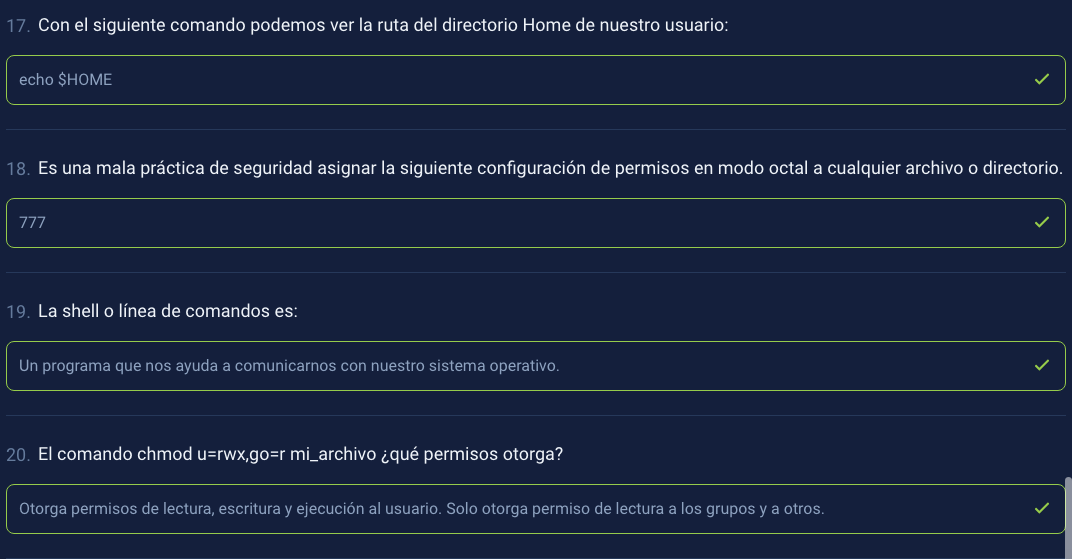 17. Con el siguiente comando podemos ver la ruta del directorio Home de nuestro usuario:
echo $HOME
18. Es una mala práctica de seguridad asignar la siguiente configuración de permisos en modo octal a cualquier archivo o directorio.
777
19. La shell o línea de comandos es:
Un programa que nos ayuda a comunicarnos con nuestro sistema operativo.
20. El comando chmod u=rwx,go=r mi_archivo ¿qué permisos otorga?
Otorga permisos de lectura, escritura y ejecución al usuario. Solo otorga permiso de lectura a los grupos y a otros.